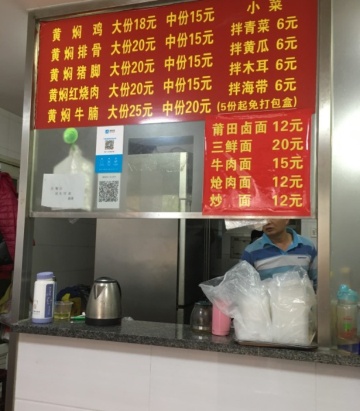 黄焖 鸡 大份18元 中份15元 小 菜
黄焖排骨 大份20元 中份15元 拌青菜 6元
黄焖猪脚 大份20元 中份15元 拌黄瓜 6元
黄焖红烧肉 大份20元 中份15元 拌木耳 6元
黄焖牛腩 大份25元 中份20元 拌海带 6元
(5份起免打包盒)
莆田卤面 12元
三鲜面 20元
牛肉面 15元
炝肉面 12元
炒 面 12元